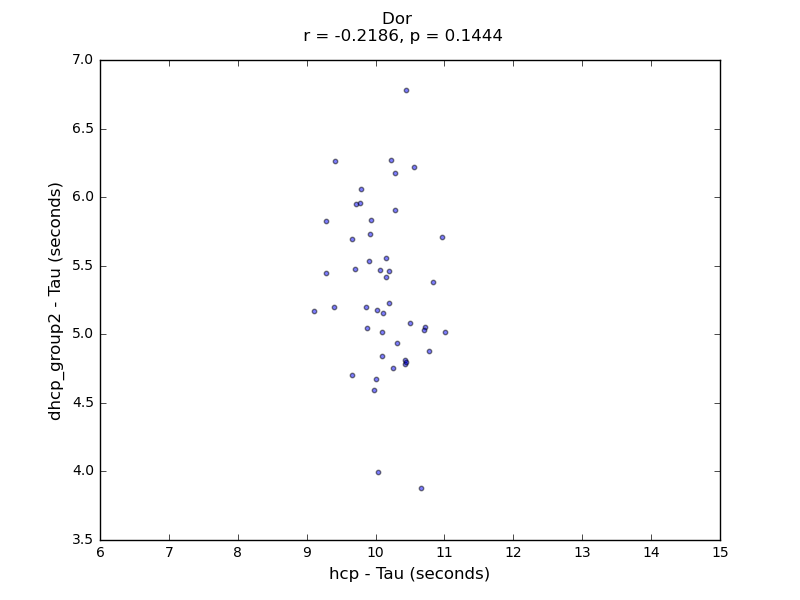 Dor
r = -0.2186, p = 0.1444
7.0
6.5
6.0
5.5
5.0
4.5
4.0
3.5
dhcp_group2 - Tau (seconds)
6 7 8 9 10 11 12 13 14 15
hcp - Tau (seconds)